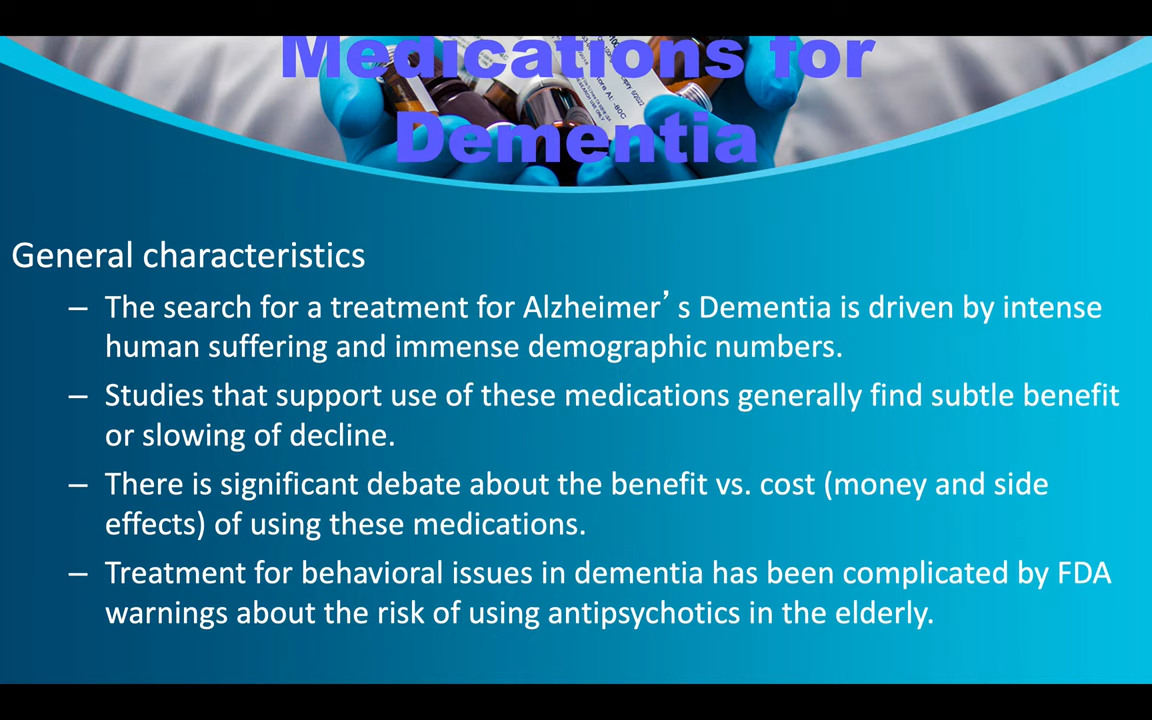 Medications for
Dementia
General characteristics
– The search for a treatment for Alzheimer’s Dementia is driven by intense
human suffering and immense demographic numbers.
– Studies that support use of these medications generally find subtle benefit
or slowing of decline.
– There is significant debate about the benefit vs. cost (money and side
effects) of using these medications.
– Treatment for behavioral issues in dementia has been complicated by FDA
warnings about the risk of using antipsychotics in the elderly.